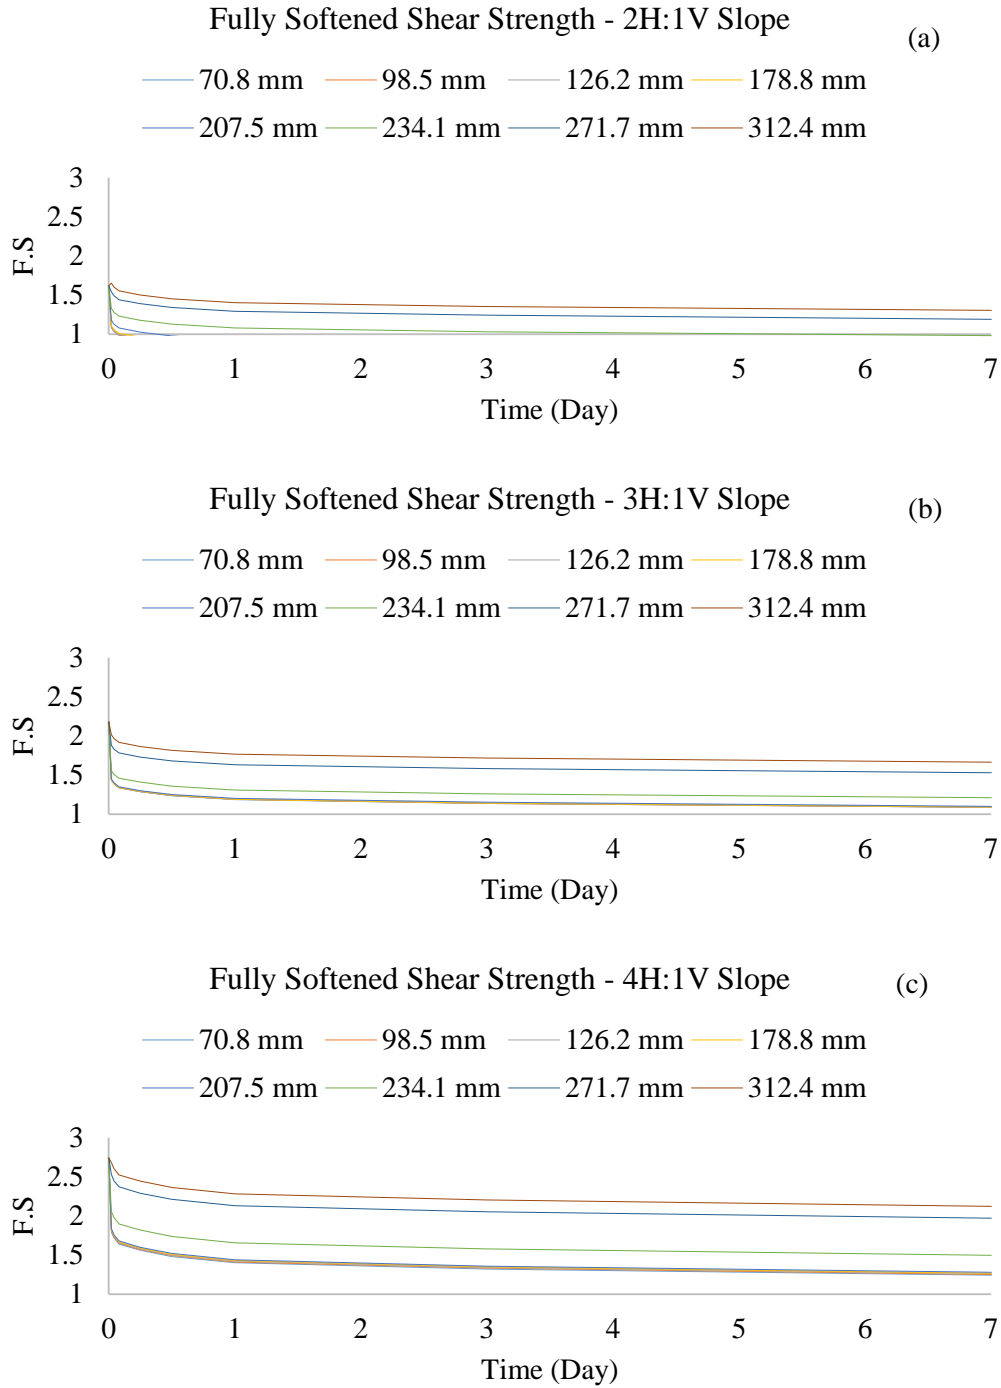 Fully Softened Shear Strength - 2H:1V Slope
(a)
70.8 mm 98.5 mm 126.2 mm 178.8 mm
207.5 mm 234.1 mm 271.7 mm 312.4 mm
3
2.5
2
1.5
1
F.S
0 1 2 3 4 5 6 7
Time (Day)
Fully Softened Shear Strength - 3H:1V Slope
(b)
70.8 mm 98.5 mm 126.2 mm 178.8 mm
207.5 mm 234.1 mm 271.7 mm 312.4 mm
3
2.5
2
1.5
1
F.S
0 1 2 3 4 5 6 7
Time (Day)
Fully Softened Shear Strength - 4H:1V Slope
(c)
70.8 mm 98.5 mm 126.2 mm 178.8 mm
207.5 mm 234.1 mm 271.7 mm 312.4 mm
3
2.5
2
1.5
1
F.S
0 1 2 3 4 5 6 7
Time (Day)